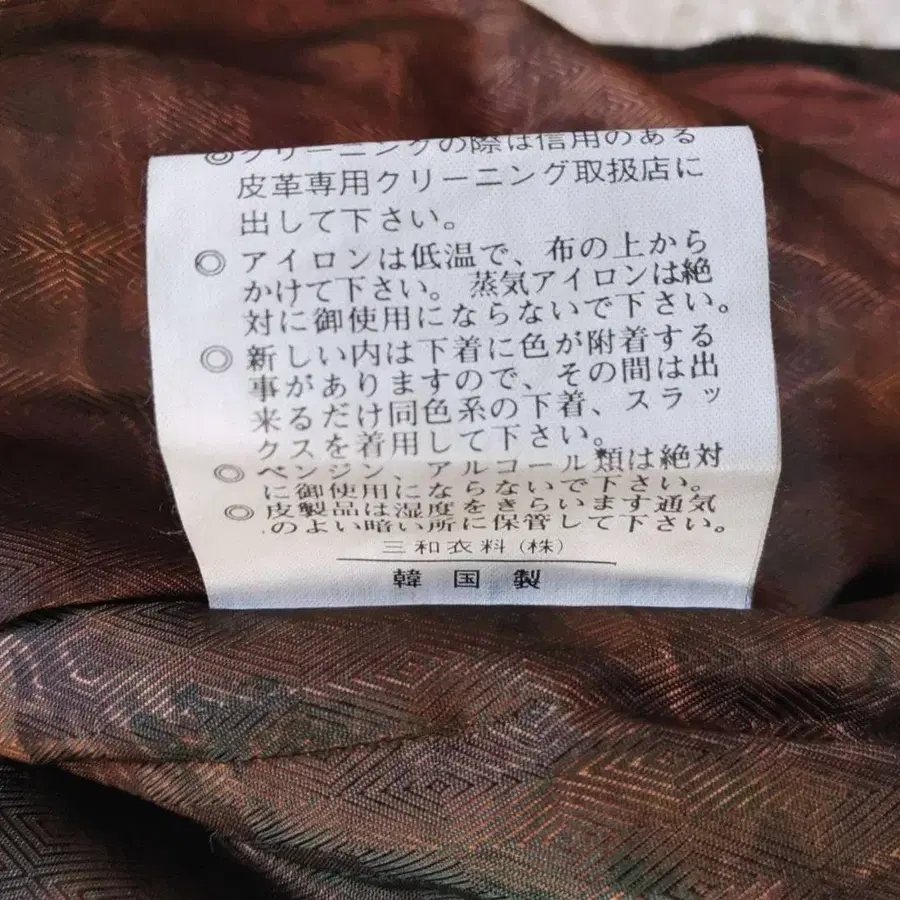 ◎クリーニングの際は信用のある
皮革専用クリーニング取扱店に
出して下さい。
◎アイロンは低温で、布の上から
かけて下さい。蒸気アイロンは絶
対に御使用にならないで下さい。
◎新しい内は下着に色が附着する
事がありますので、その間は出
来るだけ同色系の下着、スラッ
クスを着用して下さい。
◎ベンジン、アルコール類は絶対
に御使用にならないで下さい。
◎皮製品は湿度をきらいます通気
のよい暗い所に保管して下さい。
三和衣料(株)
韓国製